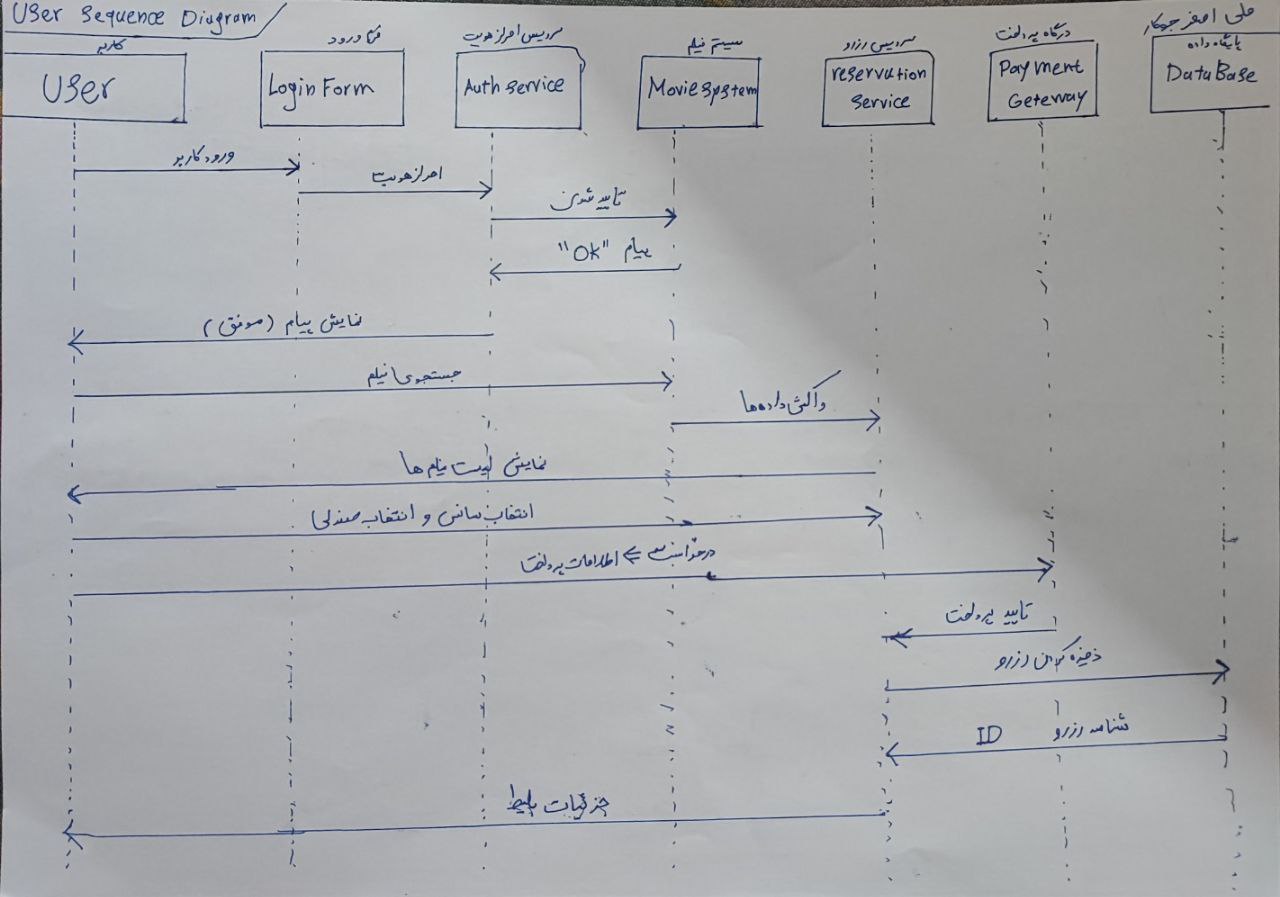 User Sequence Diagram
علی اصغر جوکار
کاربر
User
فرم ورود
Login Form
سرویس احراز هویت
Auth service
سیستم فیلم
Movie system
سرویس رزرو
reservation
service
درگاه پرداخت
Payment
Geteway
پایگاه داده
DataBase
ورود کاربر
احراز هویت
تایید شدن
پیام "Ok"
نمایش پیام (موفق)
جستجوی فیلم
واکشی داده‌ها
نمایش لیست فیلم ها
انتخاب سانس و انتخاب صندلی
درخواست ⇐ اطلاعات پرداخت
تایید پرداخت
ذخیره کردن رزرو
شناسه رزرو ID
جزئیات بلیط